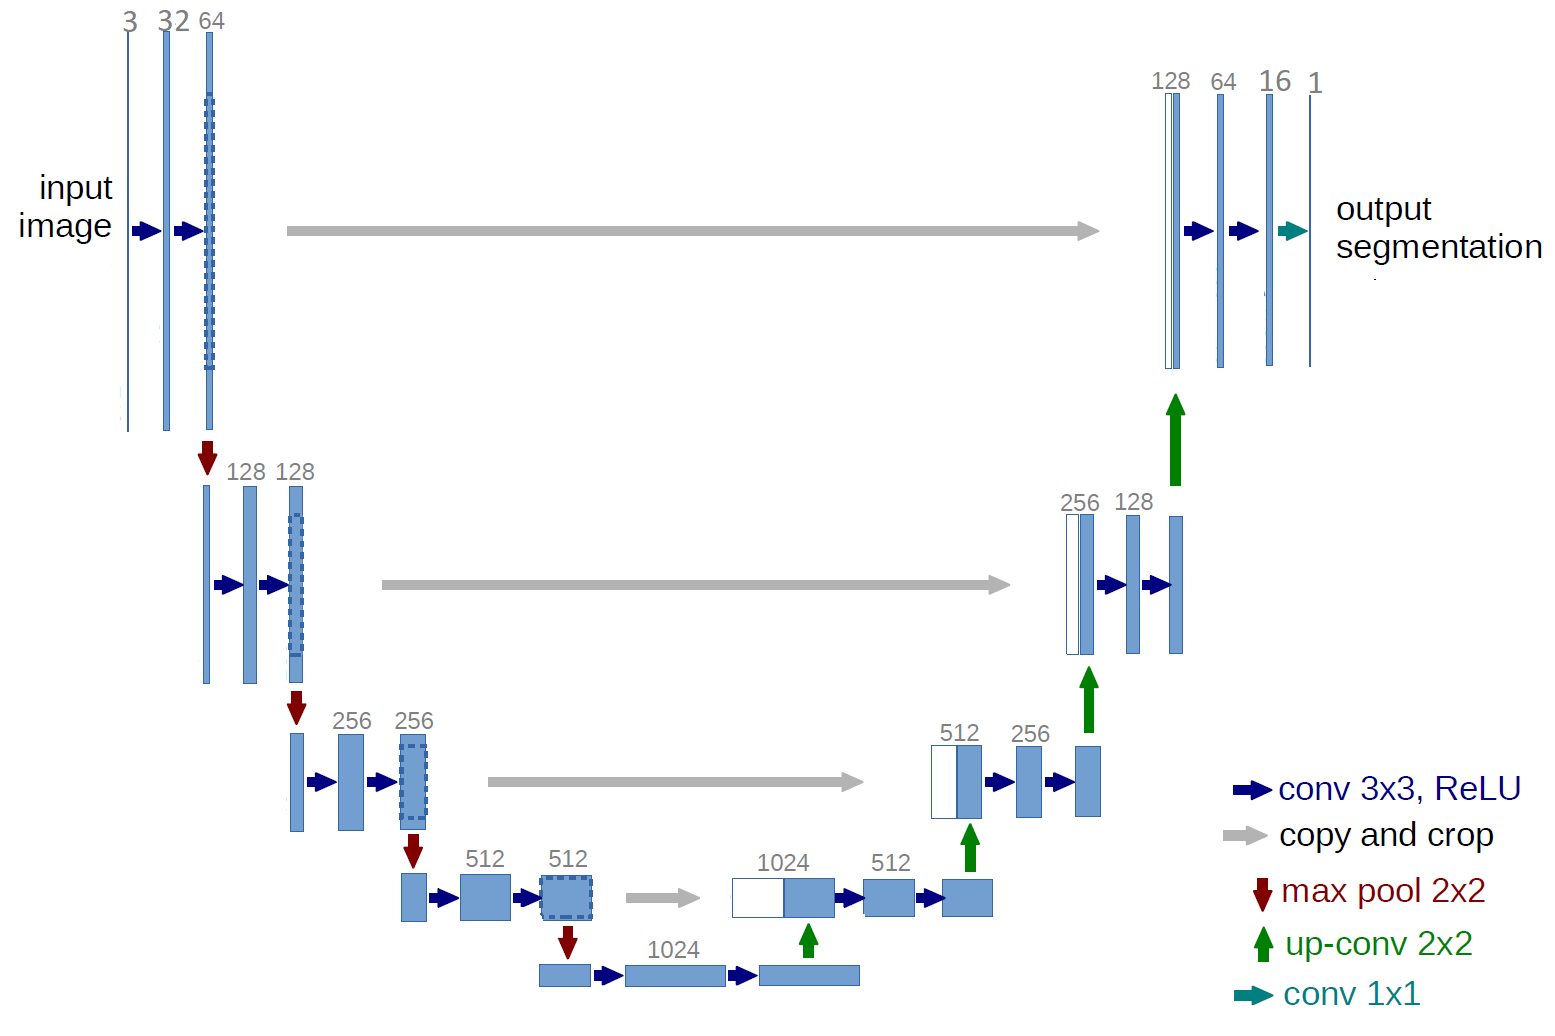 3 32 64
128 64 16 1
input
image
output
segmentation
128 128
256 128
256 256
512 256
512 512
1024 512
1024
conv 3x3, ReLU
copy and crop
max pool 2x2
up-conv 2x2
conv 1x1